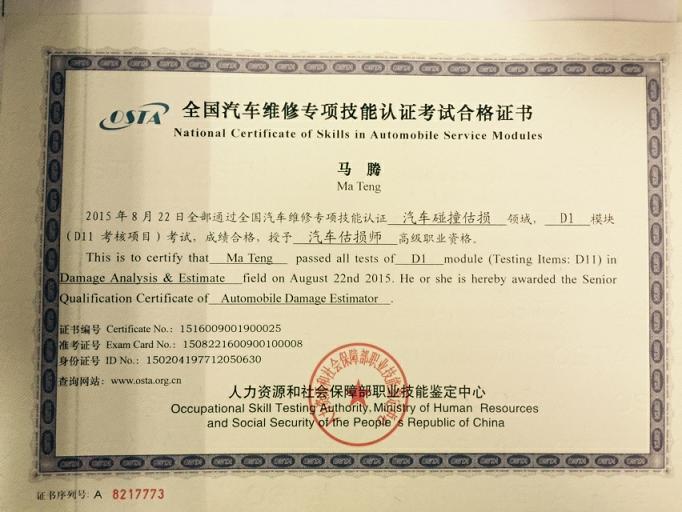 OSTA 全国汽车维修专项技能认证考试合格证书
National Certificate of Skills in Automobile Service Modules
马 腾
Ma Teng
2015 年 8 月 22 日全部通过全国汽车维修专项技能认证 汽车碰撞估损 领域， D1 模块
（D11 考核项目）考试，成绩合格，授予 汽车估损师 高级职业资格。
This is to certify that Ma Teng passed all tests of D1 module (Testing Items: D11) in
Damage Analysis & Estimate field on August 22nd 2015. He or she is hereby awarded the Senior
Qualification Certificate of Automobile Damage Estimator .
证书编号 Certificate No.: 1516009001900025
准考证号 Exam Card No.: 1508221600900100008
身份证号 ID No.: 150204197712050630
查询网站: www.osta.org.cn
人力资源和社会保障部职业技能鉴定中心
Occupational Skill Testing Authority, Ministry of Human Resources
and Social Security of the People's Republic of China
证书序列号: A 8217773